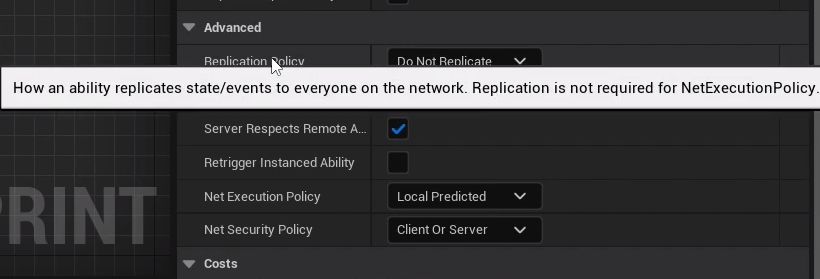 Advanced
Replication Policy
Do Not Replicate
How an ability replicates state/events to everyone on the network. Replication is not required for NetExecutionPolicy.
Server Respects Remote A...
Retrigger Instanced Ability
Net Execution Policy
Local Predicted
Net Security Policy
Client Or Server
PRINT
Costs